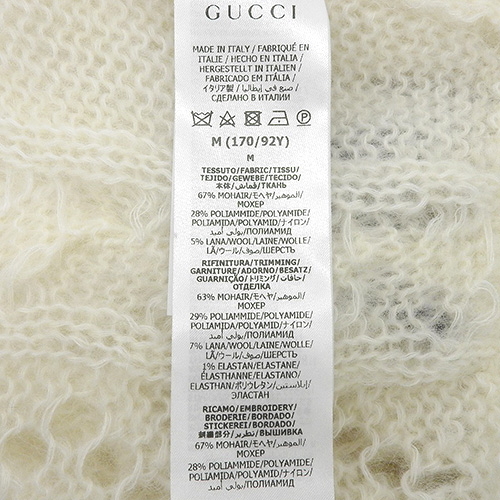 GUCCI
MADE IN ITALY / FABRIQUÉ EN
ITALIE / HECHO EN ITALIA /
HERGESTELLT IN ITALIEN /
FABRICADO EM ITÁLIA /
イタリア製 / صنع في إيطاليا /
СДЕЛАНО В ИТАЛИИ
M (170/92Y)
M
TESSUTO/FABRIC/TISSU/
TEJIDO/GEWEBE/TECIDO/
本体/قماش/ТКАНЬ
67% MOHAIR/モヘヤ/الموهير/
МОХЕР
28% POLIAMMIDE/POLYAMIDE/
POLIAMIDA/POLYAMID/ナイロン/
بولي أميد/ПОЛИАМИД
5% LANA/WOOL/LAINE/WOLLE/
LÃ/ウール/صوف/ШЕРСТЬ
RIFINITURA/TRIMMING/
GARNITURE/ADORNO/BESATZ/
GUARNIÇÃO/トリミング/حافات/
ОТДЕЛКА
63% MOHAIR/モヘヤ/الموهير/
МОХЕР
29% POLIAMMIDE/POLYAMIDE/
POLIAMIDA/POLYAMID/ナイロン/
بولي أميد/ПОЛИАМИД
7% LANA/WOOL/LAINE/WOLLE/
LÃ/ウール/صوف/ШЕРСТЬ
1% ELASTAN/ELASTANE/
ÉLASTHANNE/ELASTANO/
ELASTHAN/ポリウレタン/إيلاستين/
ЭЛАСТАН
RICAMO/EMBROIDERY/
BRODERIE/BORDADO/
STICKEREI/BORDADO/
刺繍部分/تطريز/ВЫШИВКА
67% MOHAIR/モヘヤ/الموهير/
МОХЕР
28% POLIAMMIDE/POLYAMIDE/
POLIAMIDA/POLYAMID/ナイロン/
بولي أميد/ПОЛИАМИД